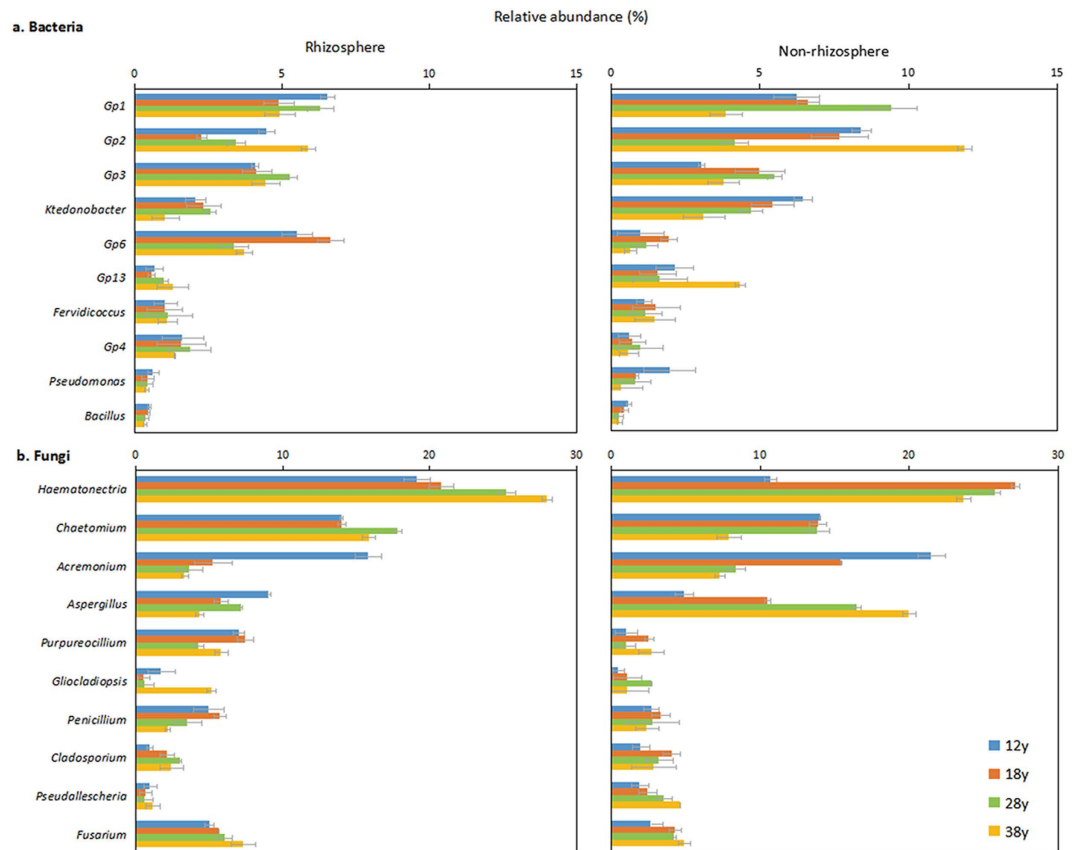 Relative abundance (%)
a. Bacteria
Rhizosphere
Non-rhizosphere
0 5 10 15
0 5 10 15
Gp1
Gp2
Gp3
Ktedonobacter
Gp6
Gp13
Fervidicoccus
Gp4
Pseudomonas
Bacillus
b. Fungi
0 10 20 30
0 10 20 30
Haematonectria
Chaetomium
Acremonium
Aspergillus
Purpureocillium
Gliocladiopsis
Penicillium
Cladosporium
Pseudallescheria
Fusarium
12y
18y
28y
38y